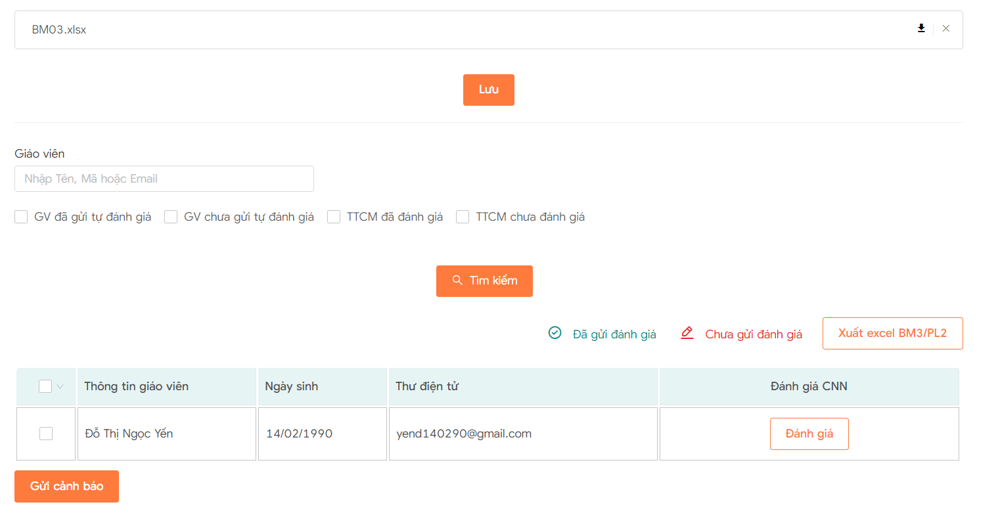 BM03.xlsx
Lưu
Giáo viên
Nhập Tên, Mã hoặc Email
GV đã gửi tự đánh giá GV chưa gửi tự đánh giá TTCM đã đánh giá TTCM chưa đánh giá
Tìm kiếm
Đã gửi đánh giá Chưa gửi đánh giá Xuất excel BM3/PL2
Thông tin giáo viên Ngày sinh Thư điện tử Đánh giá CNN
Đỗ Thị Ngọc Yến 14/02/1990 yend140290@gmail.com Đánh giá
Gửi cảnh báo